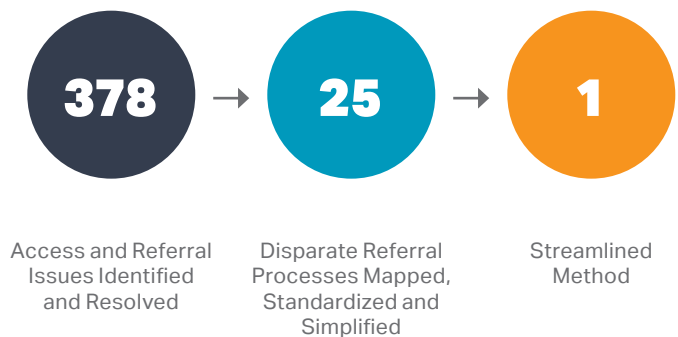 378
25
1
Access and Referral
Issues Identified
and Resolved
Disparate Referral
Processes Mapped,
Standardized and
Simplified
Streamlined
Method